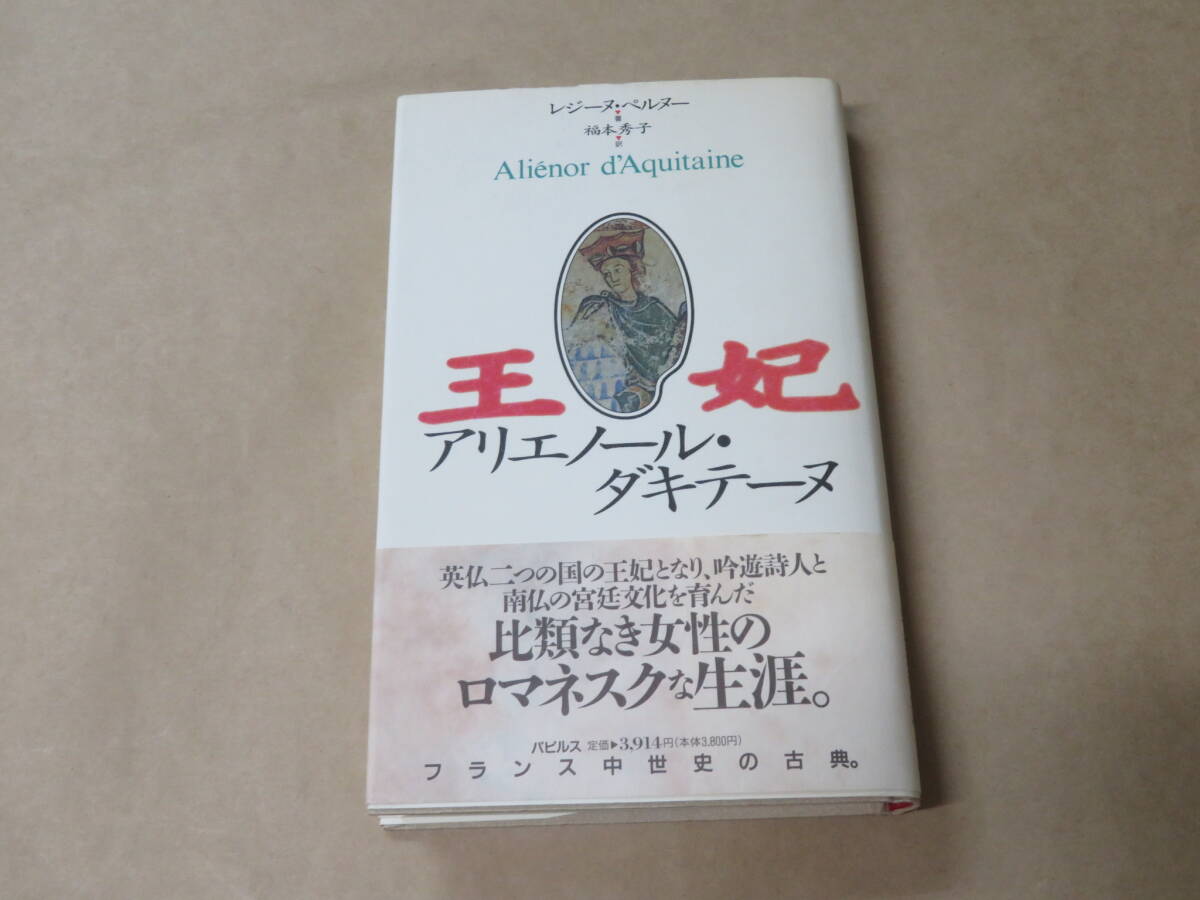 レジーヌ・ペルヌー
著
福本秀子
訳
Aliénor d'Aquitaine
王妃
アリエノール・
ダキテーヌ
英仏二つの国の王妃となり、吟遊詩人と
南仏の宮廷文化を育んだ
比類なき女性の
ロマネスクな生涯。
パピルス 定価▶3,914円(本体3,800円)
フランス中世史の古典。